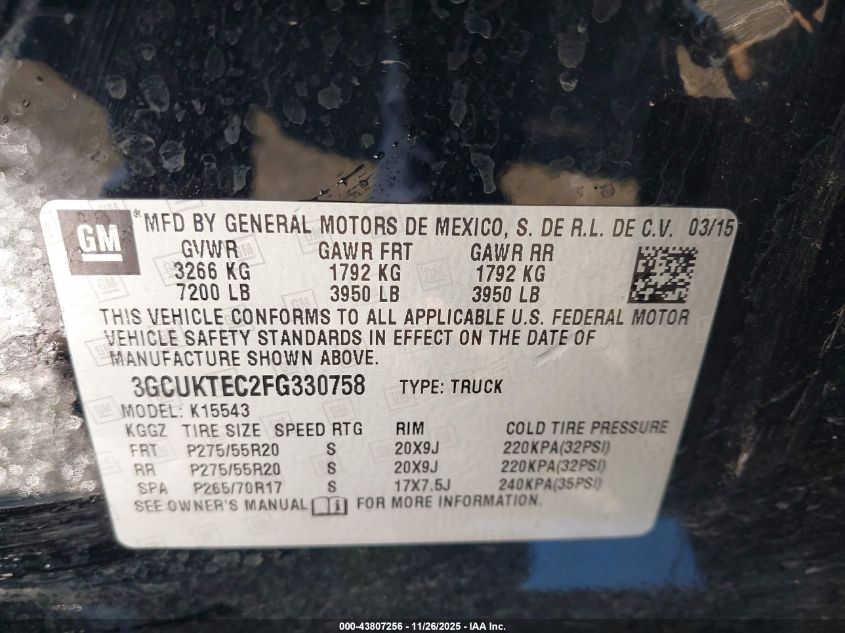 GM ® MFD BY GENERAL MOTORS DE MEXICO, S. DE R.L. DE C.V. 03/15
GVWR GAWR FRT GAWR RR
3266 KG 1792 KG 1792 KG
7200 LB 3950 LB 3950 LB
THIS VEHICLE CONFORMS TO ALL APPLICABLE U.S. FEDERAL MOTOR
VEHICLE SAFETY STANDARDS IN EFFECT ON THE DATE OF
MANUFACTURE SHOWN ABOVE.
3GCUKTEC2FG330758 TYPE: TRUCK
MODEL: K15543
KGGZ TIRE SIZE SPEED RTG RIM COLD TIRE PRESSURE
FRT P275/55R20 S 20X9J 220KPA(32PSI)
RR P275/55R20 S 20X9J 220KPA(32PSI)
SPA P265/70R17 S 17X7.5J 240KPA(35PSI)
SEE OWNER'S MANUAL FOR MORE INFORMATION.
000-43807256 - 11/26/2025 - IAA Inc.